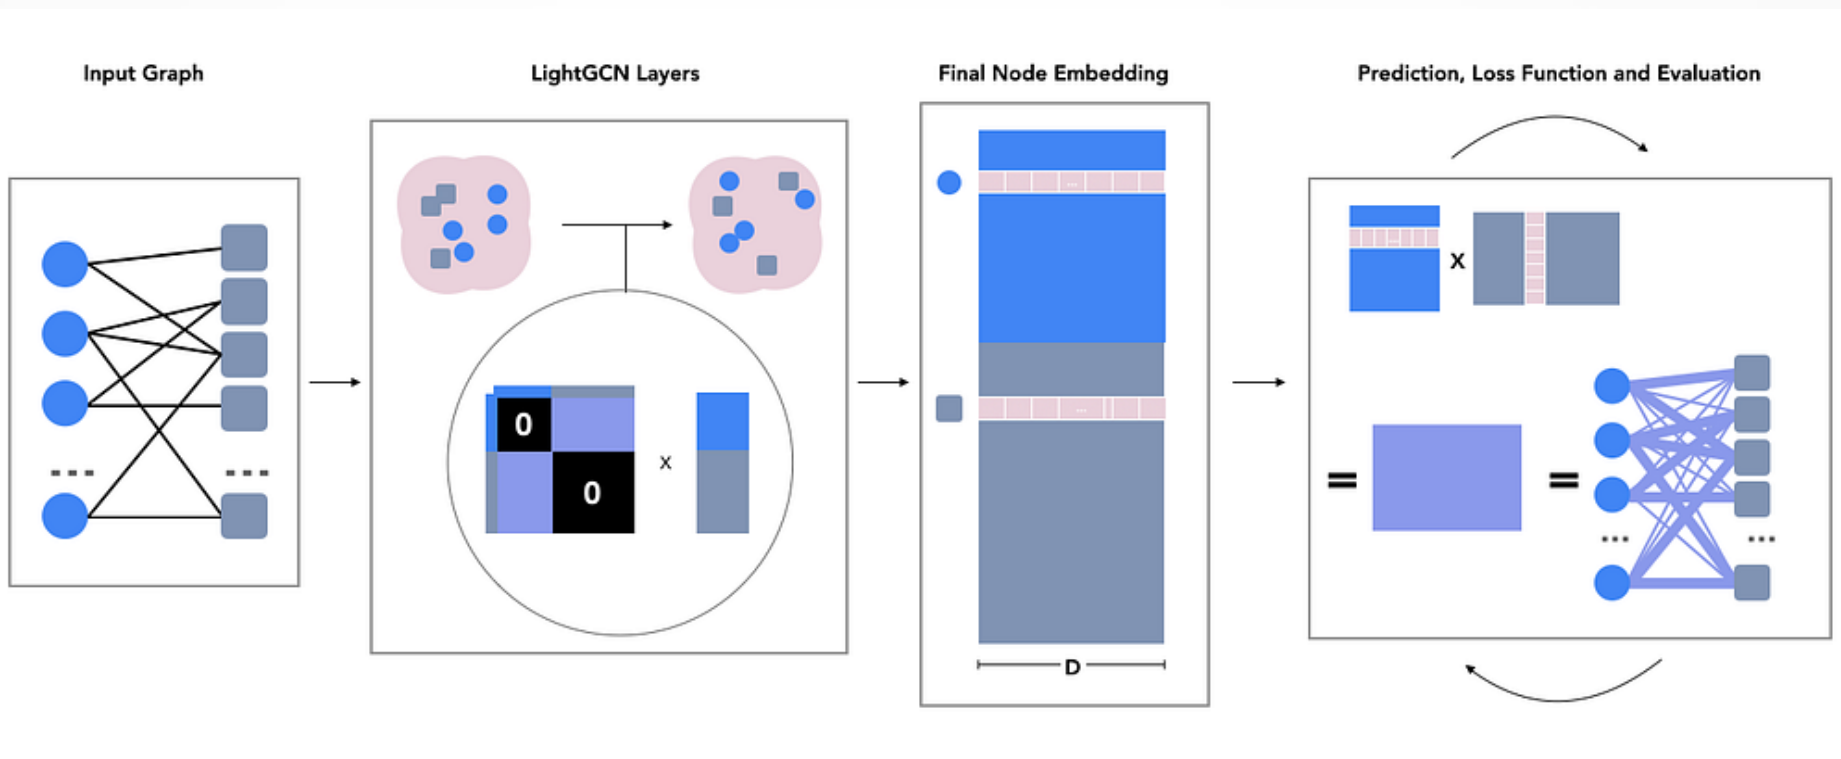 Input Graph
LightGCN Layers
Final Node Embedding
Prediction, Loss Function and Evaluation
...
X
0
x
0
=
=
...
...
...
...
D